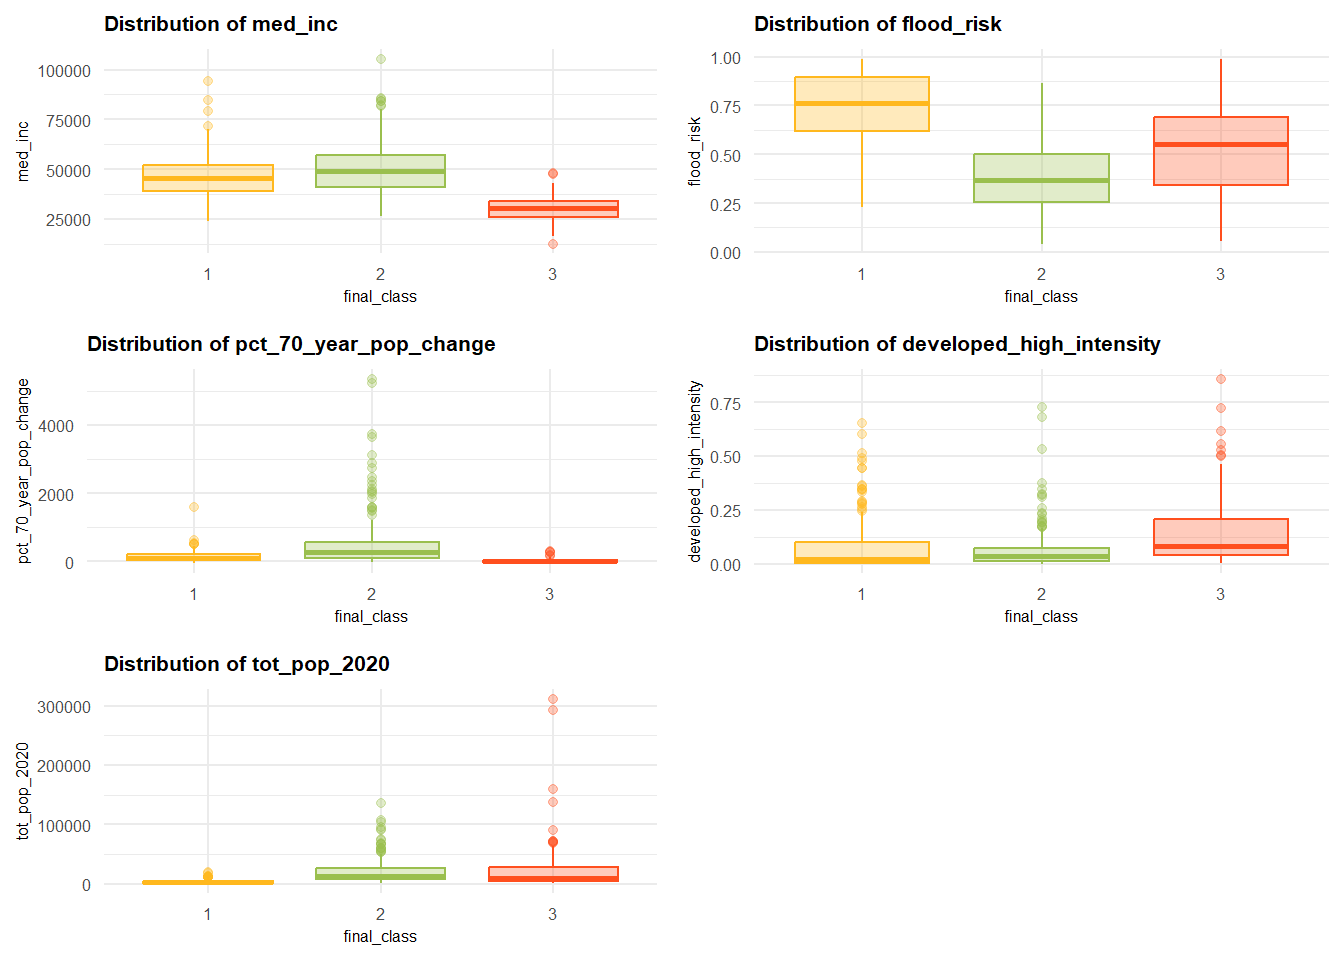 Distribution of med_inc
med_inc
100000
75000
50000
25000
1 2 3
final_class
Distribution of flood_risk
flood_risk
1.00
0.75
0.50
0.25
0.00
1 2 3
final_class
Distribution of pct_70_year_pop_change
pct_70_year_pop_change
4000
2000
0
1 2 3
final_class
Distribution of developed_high_intensity
developed_high_intensity
0.75
0.50
0.25
0.00
1 2 3
final_class
Distribution of tot_pop_2020
tot_pop_2020
300000
200000
100000
0
1 2 3
final_class